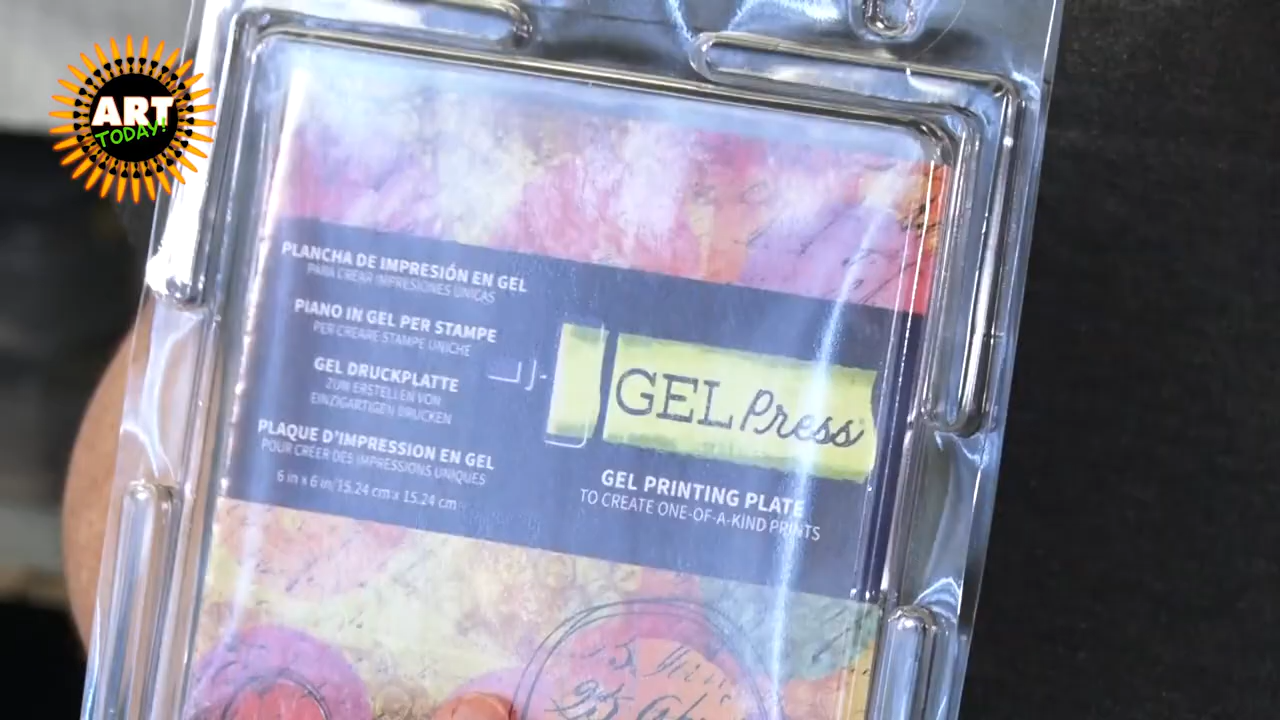 ART
TODAY!
PLANCHA DE IMPRESIÓN EN GEL
PARA CREAR IMPRESIONES ÚNICAS
PIANO IN GEL PER STAMPE
PER CREARE STAMPE UNICHE
GEL DRUCKPLATTE
ZUM ERSTELLEN VON
EINZIGARTIGEN DRUCKEN
PLAQUE D'IMPRESSION EN GEL
POUR CRÉER DES IMPRESSIONS UNIQUES
6 in x 6 in/15.24 cm x 15.24 cm
GEL Press
GEL PRINTING PLATE
TO CREATE ONE-OF-A-KIND PRINTS